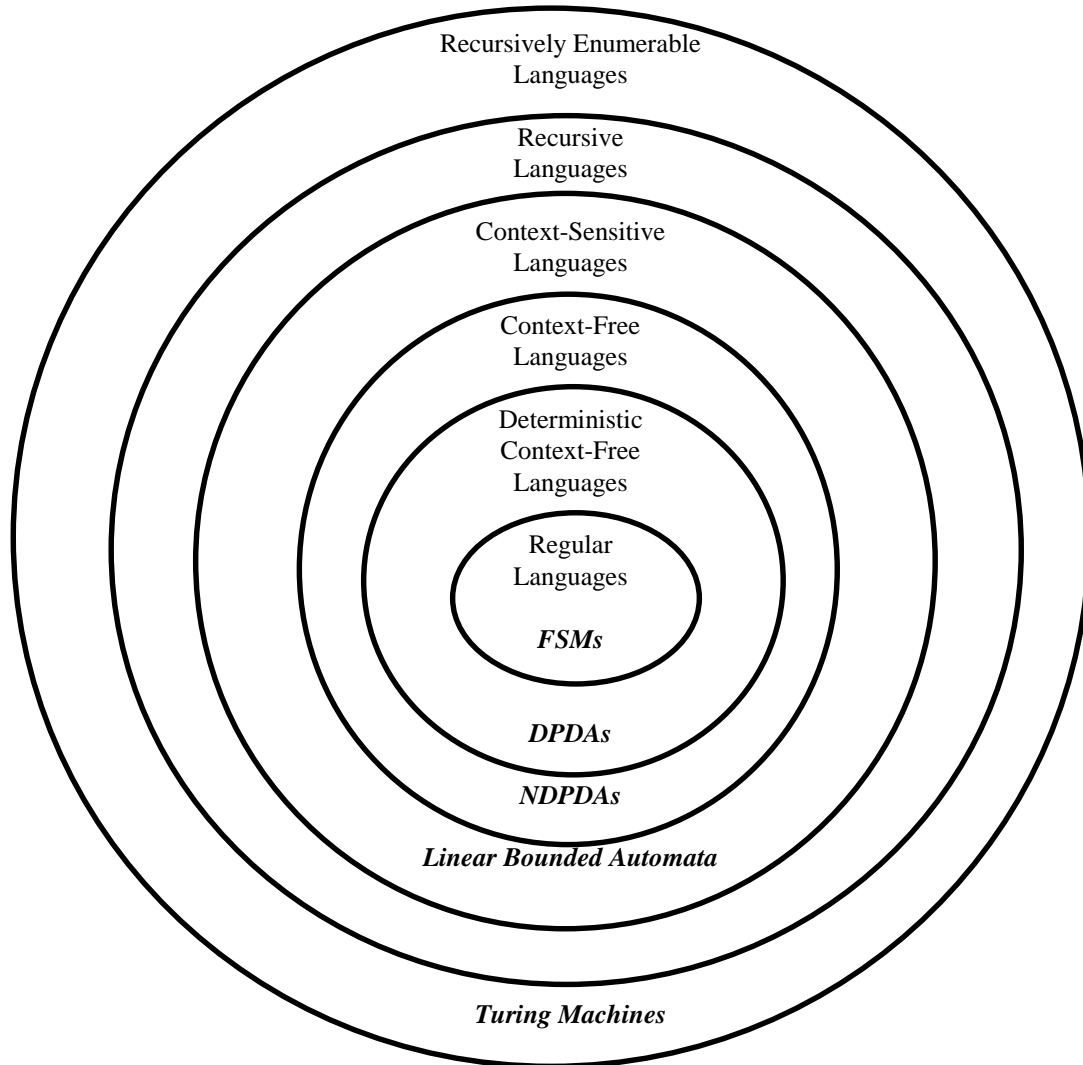 Recursively Enumerable
Languages
Recursive
Languages
Context-Sensitive
Languages
Context-Free
Languages
Deterministic
Context-Free
Languages
Regular
Languages
FSMs
DPDAs
NDPDAs
Linear Bounded Automata
Turing Machines